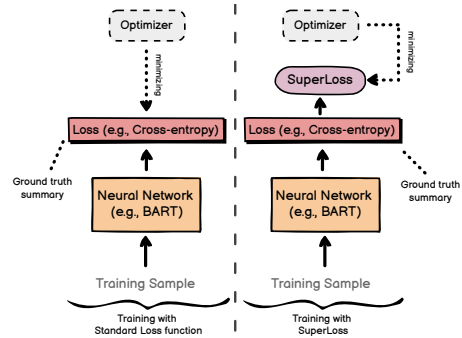 Optimizer
minimizing
Loss (e.g., Cross-entropy)
Ground truth
summary
Neural Network
(e.g., BART)
Training Sample
Training with
Standard Loss function
Optimizer
minimizing
SuperLoss
Loss (e.g., Cross-entropy)
Ground truth
summary
Neural Network
(e.g., BART)
Training Sample
Training with
SuperLoss